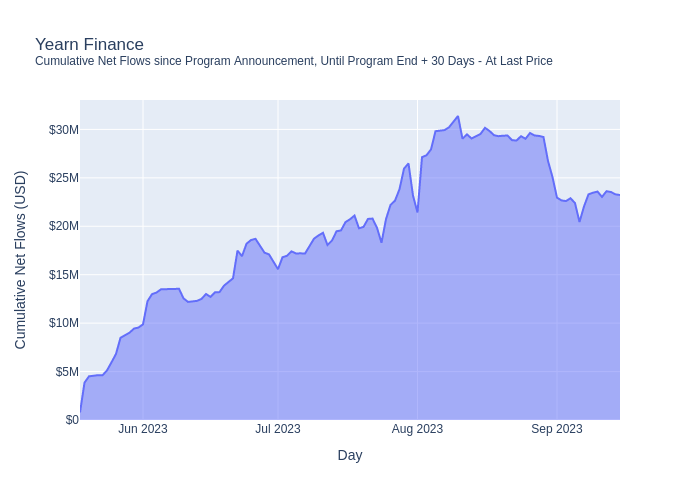 Yearn Finance
Cumulative Net Flows since Program Announcement, Until Program End + 30 Days - At Last Price
$30M
$25M
$20M
$15M
$10M
$5M
$0
Cumulative Net Flows (USD)
Jun 2023
Jul 2023
Aug 2023
Sep 2023
Day